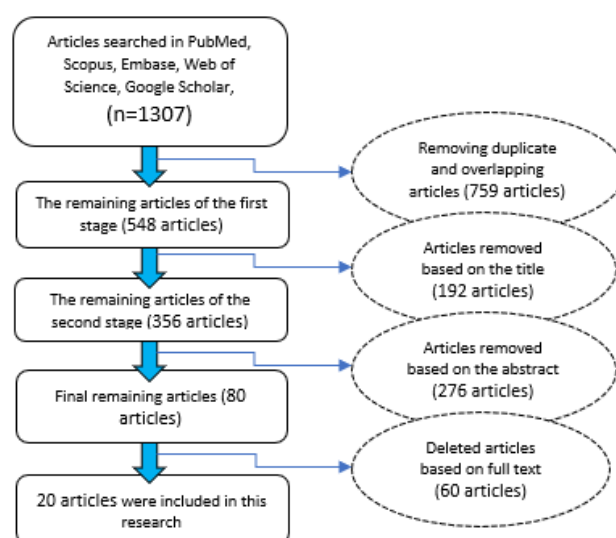 Articles searched in PubMed,
Scopus, Embase, Web of
Science, Google Scholar,
(n=1307)
Removing duplicate
and overlapping
articles (759 articles)
The remaining articles of the first
stage (548 articles)
Articles removed
based on the title
(192 articles)
The remaining articles of the
second stage (356 articles)
Articles removed
based on the abstract
(276 articles)
Final remaining articles (80
articles)
Deleted articles
based on full text
(60 articles)
20 articles were included in this
research